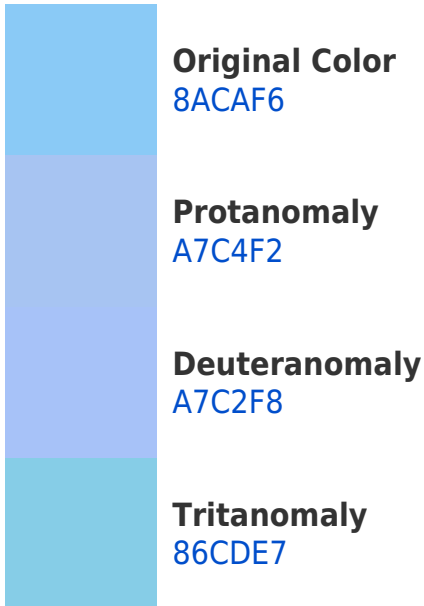 Original Color
8ACAF6
Protanomaly
A7C4F2
Deuteranomaly
A7C2F8
Tritanomaly
86CDE7